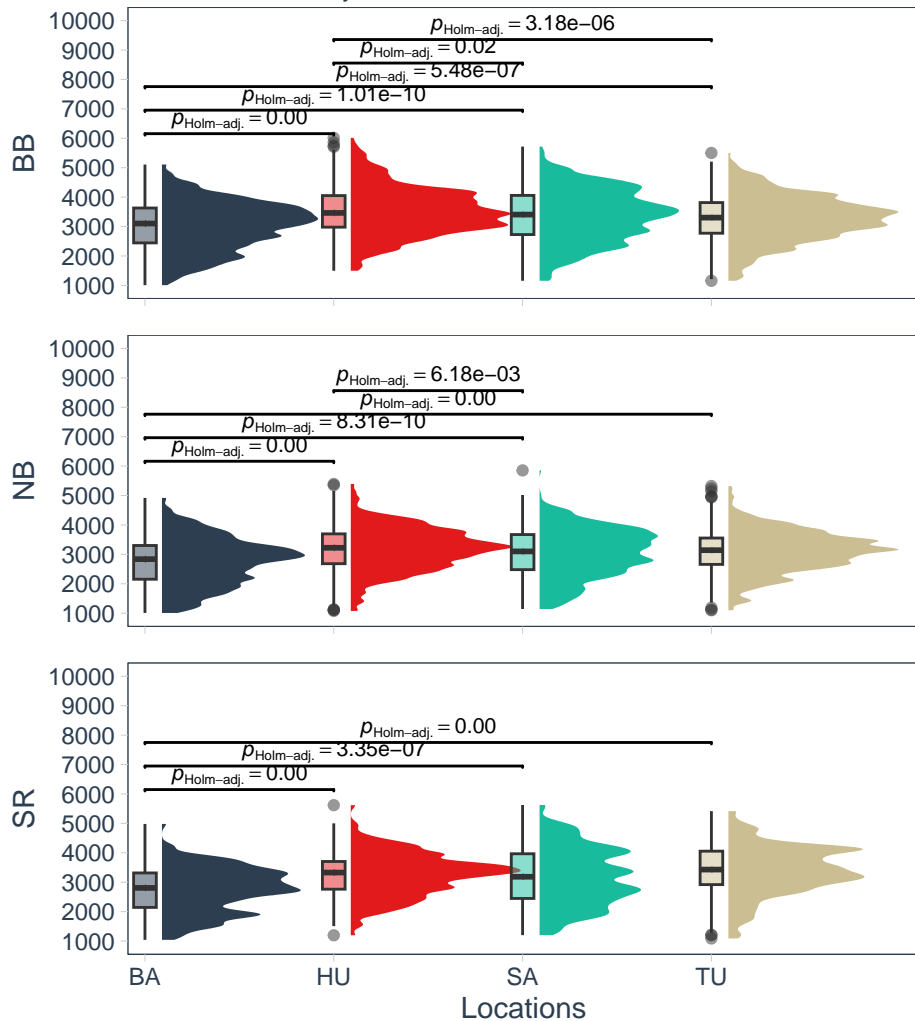 10000
9000
8000
7000
6000
5000
4000
3000
2000
1000
BB
pHolm−adj. = 3.18e−06
pHolm−adj. = 0.02
pHolm−adj. = 5.48e−07
pHolm−adj. = 1.01e−10
pHolm−adj. = 0.00
10000
9000
8000
7000
6000
5000
4000
3000
2000
1000
NB
pHolm−adj. = 6.18e−03
pHolm−adj. = 0.00
pHolm−adj. = 8.31e−10
pHolm−adj. = 0.00
10000
9000
8000
7000
6000
5000
4000
3000
2000
1000
SR
pHolm−adj. = 0.00
pHolm−adj. = 3.35e−07
pHolm−adj. = 0.00
BA HU SA TU
Locations